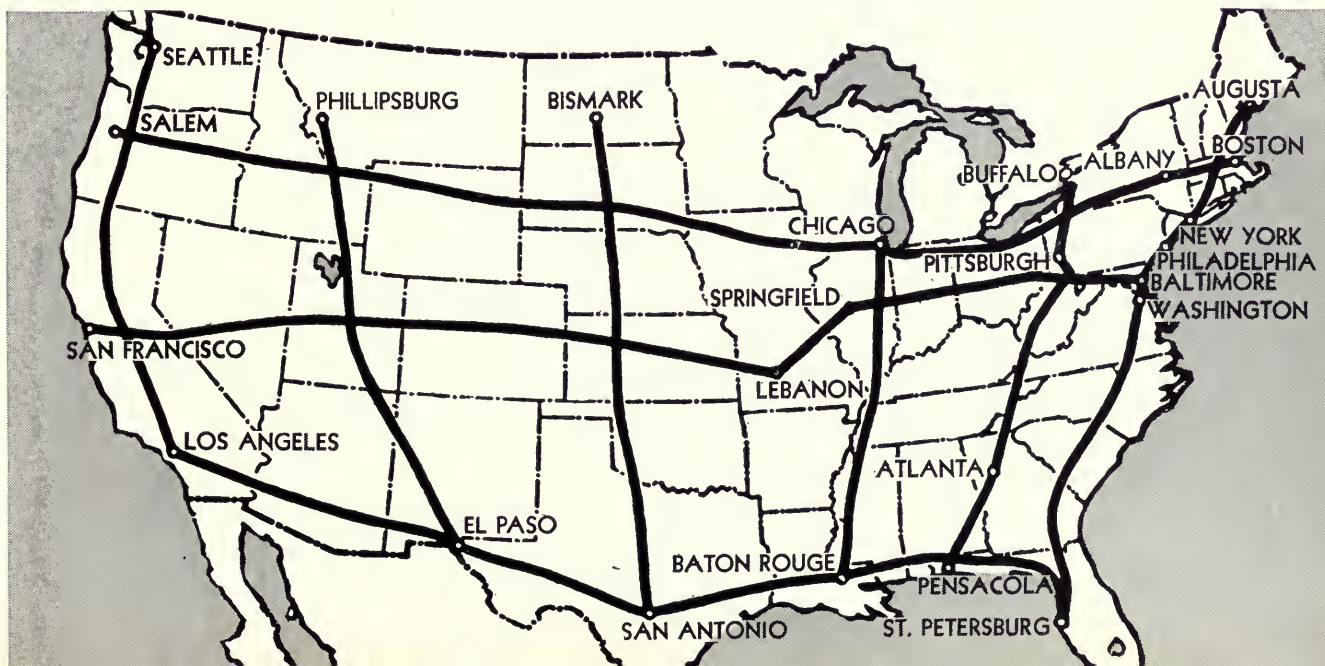 SEATTLE
AUGUSTA
PHILLIPSBURG
BISMARK
SALEM
BOSTON
ALBANY
BUFFALO
CHICAGO
NEW YORK
PITTSBURGH
PHILADELPHIA
BALTIMORE
SPRINGFIELD
WASHINGTON
SAN FRANCISCO
LEBANON
LOS ANGELES
ATLANTA
EL PASO
BATON ROUGE
PENSACOLA
SAN ANTONIO
ST. PETERSBURG